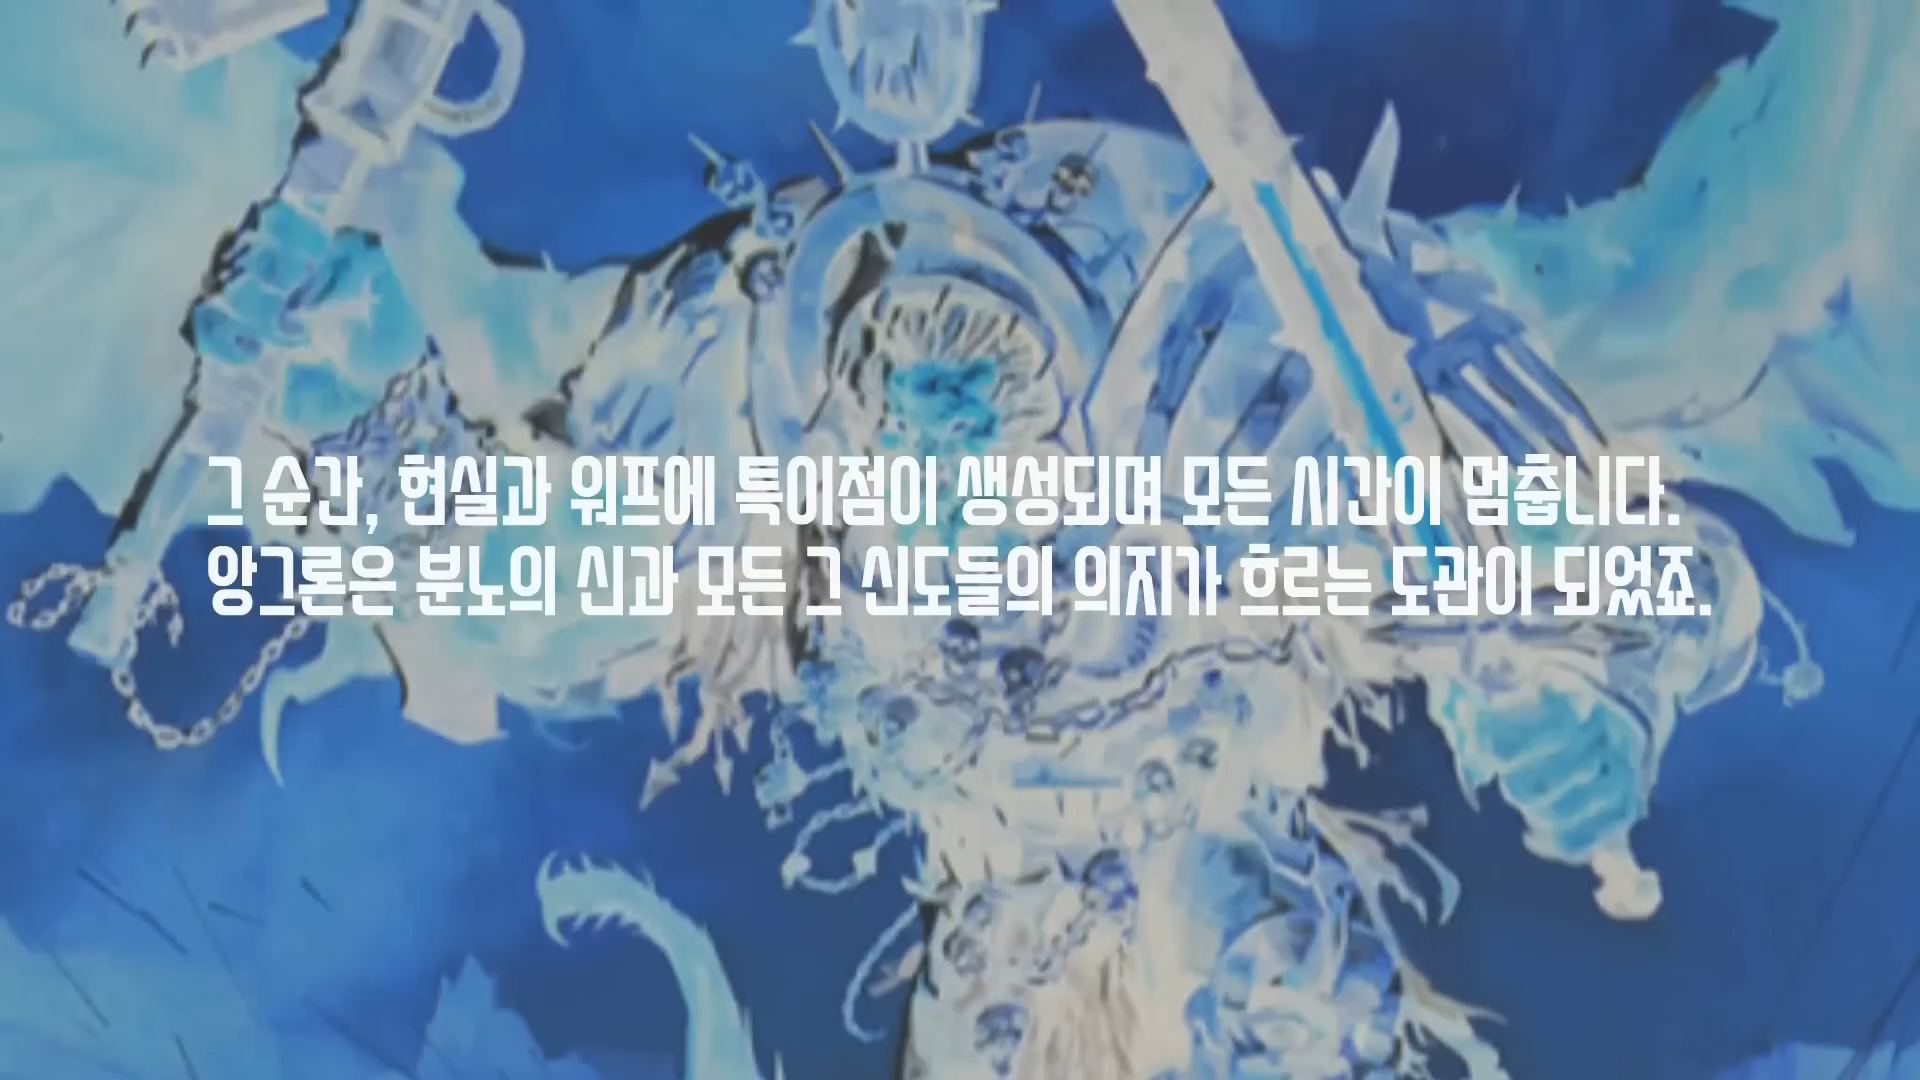 그 순간, 현실과 워프에 특이점이 생성되며 모든 시간이 멈춥니다.
앙그론은 분노의 신과 모든 그 신도들의 의지가 흐르는 도관이 되었죠.